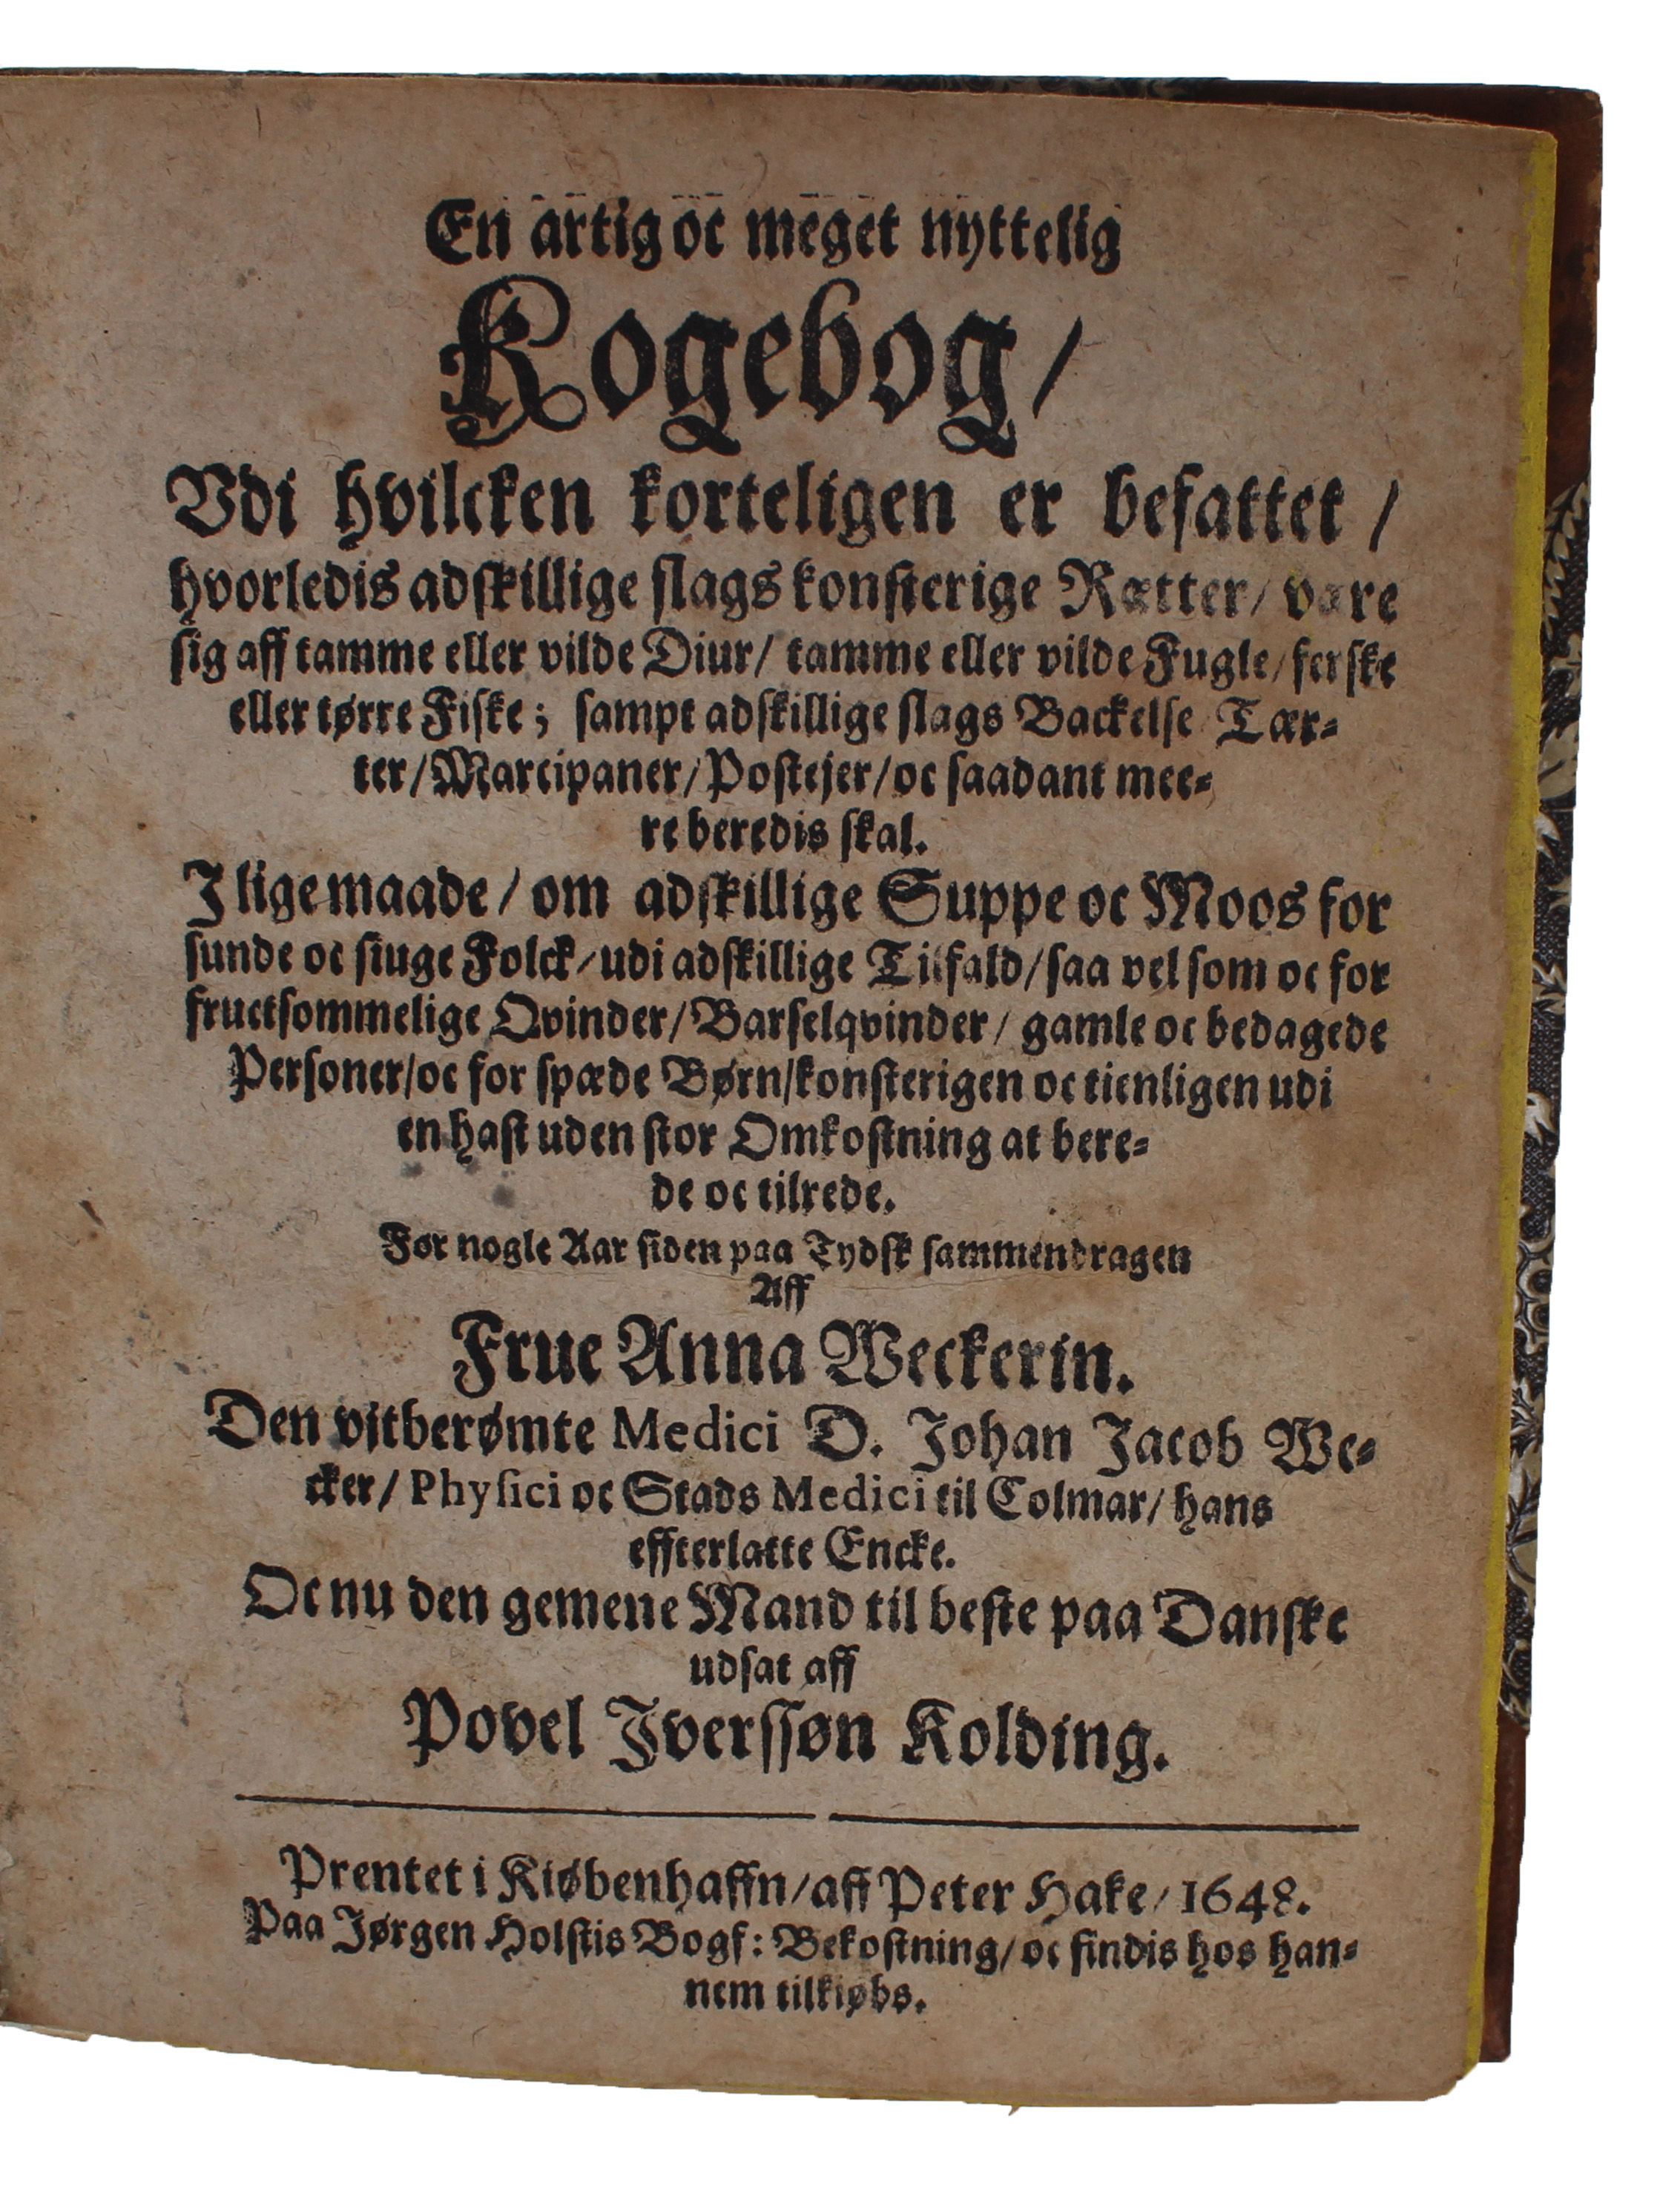 En artig oc meget nyttelig
Kogebog/
Vdi hvilcken korteligen er befattet /
hvorledis adskillige slags konsterige Rætter/ være
sig aff tamme eller vilde Diur/ tamme eller vilde Fugle/ ferske
eller tørre Fiske; sampt adskillige slags Backelse Tær-
ter/Marcipaner/Postejer/oc saadant mee-
re beredis skal.
I ligemaade/ om adskillige Suppe oc Moos for
sunde oc siuge Folck/udi adskillige Tilfald/saa vel som oc for
fructsommelige Qvinder/Barselqvinder/ gamle oc bedagede
Personer/oc for spæde Børn/konsterigen oc tienligen udi
en hast uden stor Omkostning at bere-
de oc tilrede.
For nogle Aar siden paa Tydsk sammendragen
Aff
Frue Anna Weckerin.
Den vitberømte Medici D. Johan Jacob We-
cker/ Physici oc Stads Medici til Colmar/ hans
effterlatte Encke.
Oc nu den gemene Mand til beste paa Danske
udsat aff
Povel Iverssøn Kolding.
Prentet i Kiøbenhaffn/aff Peter Hake/ 1648.
Paa Jørgen Holstis Bogf: Bekostning/ oc findis hos han-
nem tilkiøbs.